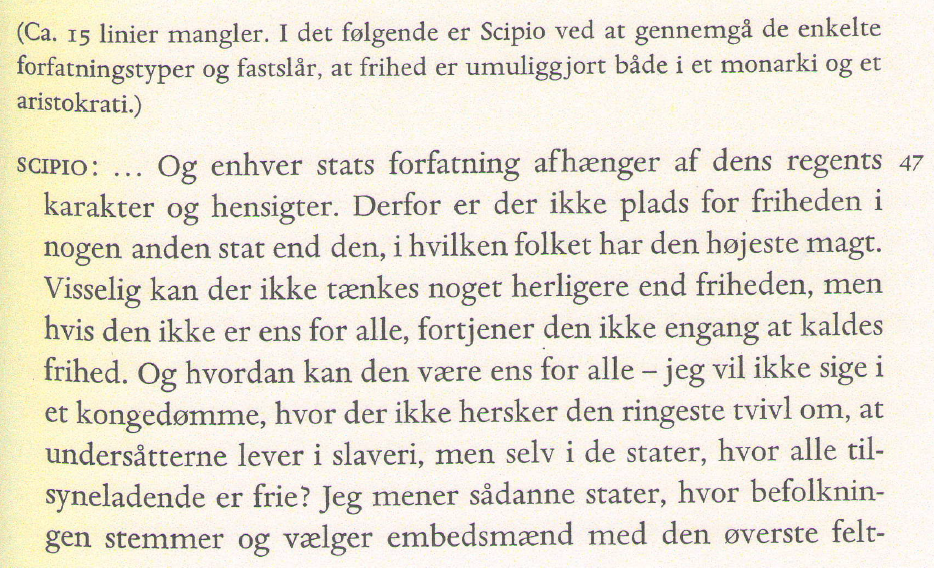 (Ca. 15 linier mangler. I det følgende er Scipio ved at gennemgå de enkelte
forfatningstyper og fastslår, at frihed er umuliggjort både i et monarki og et
aristokrati.)
SCIPIO: ... Og enhver stats forfatning afhænger af dens regents 47
karakter og hensigter. Derfor er der ikke plads for friheden i
nogen anden stat end den, i hvilken folket har den højeste magt.
Visselig kan der ikke tænkes noget herligere end friheden, men
hvis den ikke er ens for alle, fortjener den ikke engang at kaldes
frihed. Og hvordan kan den være ens for alle – jeg vil ikke sige i
et kongedømme, hvor der ikke hersker den ringeste tvivl om, at
undersåtterne lever i slaveri, men selv i de stater, hvor alle til-
syneladende er frie? Jeg mener sådanne stater, hvor befolknin-
gen stemmer og vælger embedsmænd med den øverste felt-